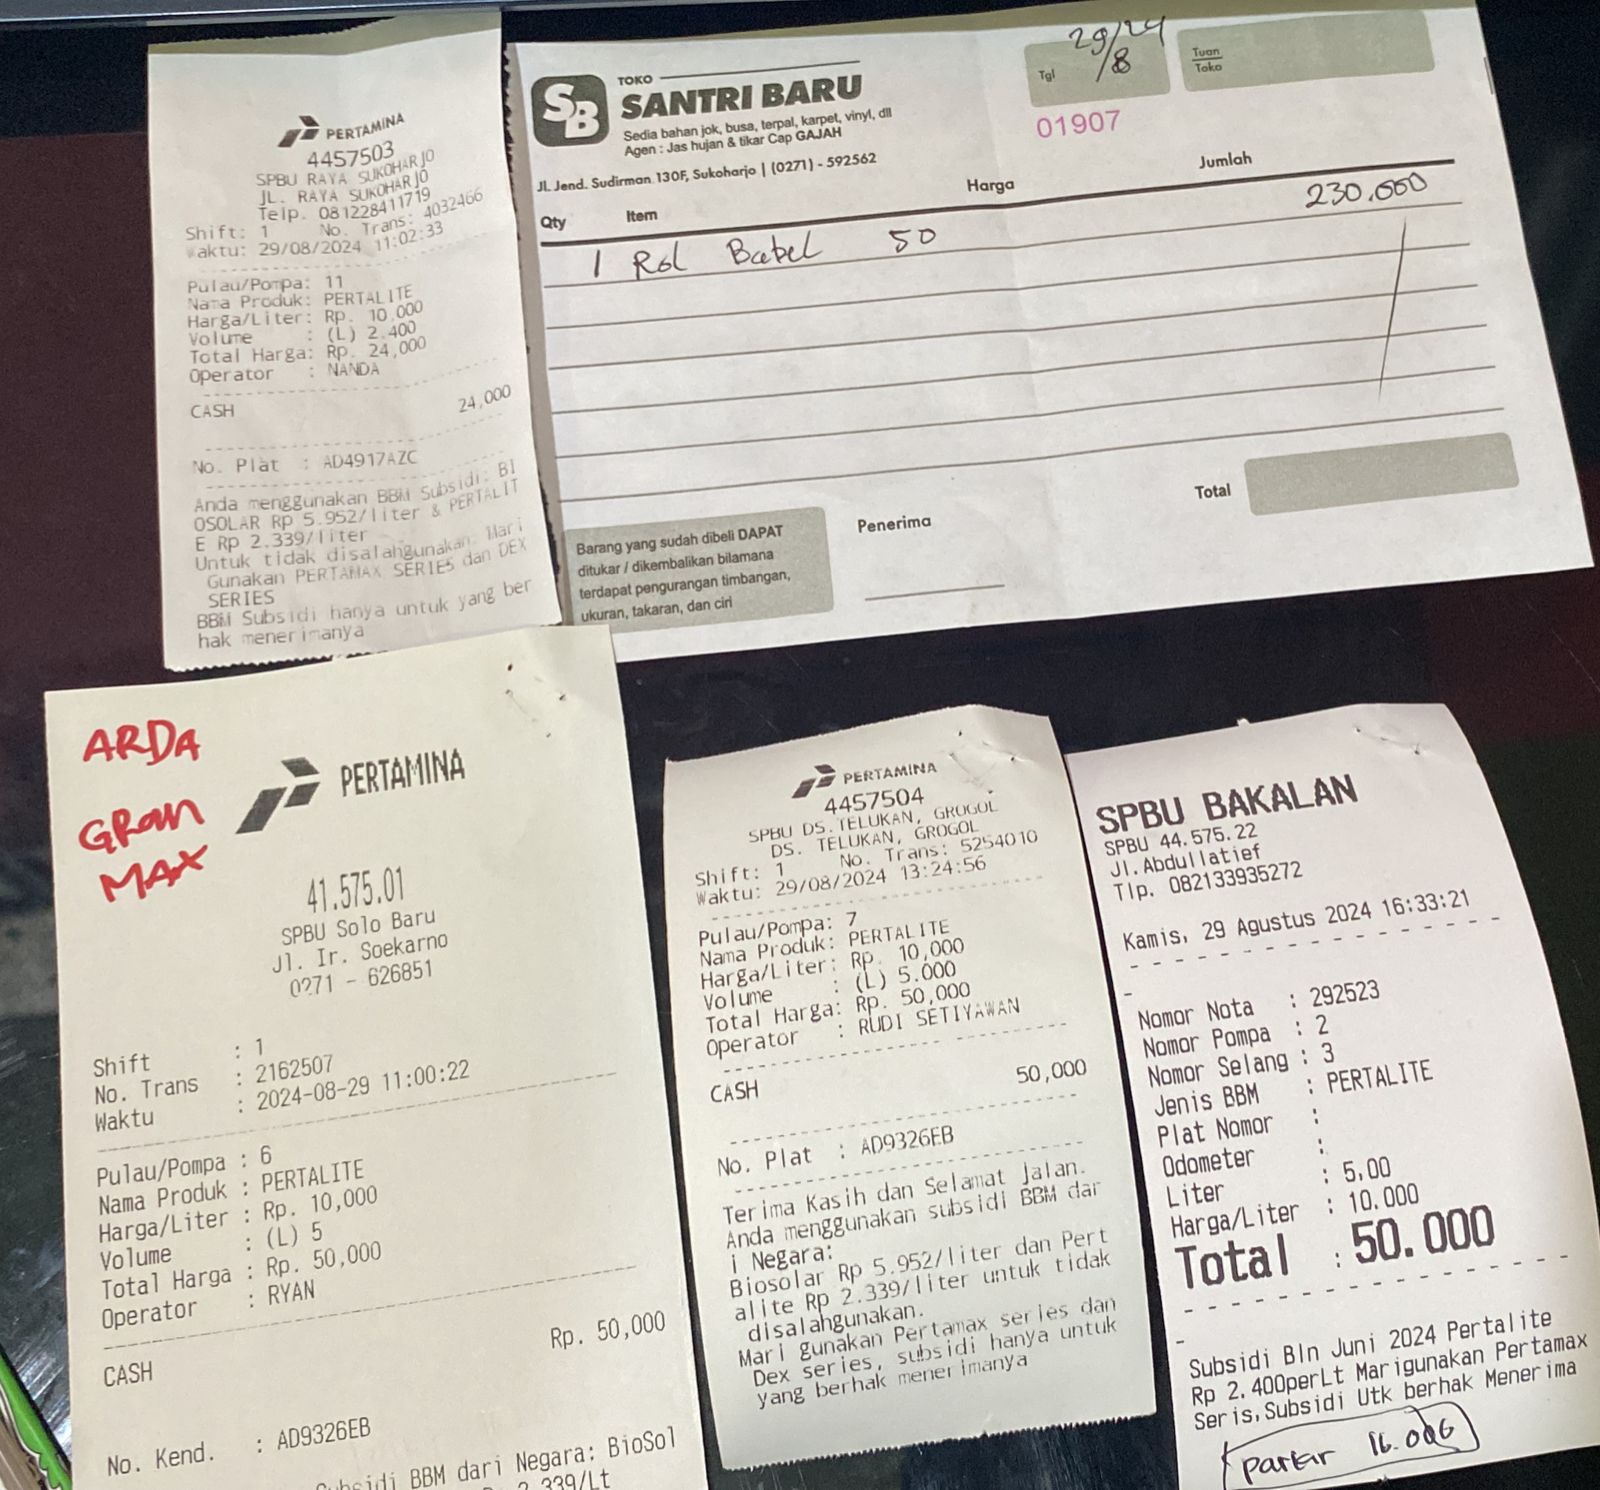 PERTAMINA
4457503
SPBU RAYA SUKOHARJO
JL. RAYA SUKOHARJO
Telp. 081228411719
Shift: 1 No. Trans: 4032466
Waktu: 29/08/2024 11:02:33
Pulau/Pompa: 11
Nama Produk: PERTALITE
Harga/Liter: Rp. 10,000
Volume : (L) 2.400
Total Harga: Rp. 24,000
Operator : NANDA
CASH 24,000
No. Plat : AD4917AZC
Anda menggunakan BBM Subsidi: BI
OSOLAR Rp 5.952/liter & PERTALIT
E Rp 2.339/liter
Untuk tidak disalahgunakan. Mari
Gunakan PERTAMAX SERIES dan DEX
SERIES
BBM Subsidi hanya untuk yang ber
hak menerimanya
SB
TOKO
SANTRI BARU
Sedia bahan jok, busa, terpal, karpet, vinyl, dll
Agen : Jas hujan & tikar Cap GAJAH
Jl. Jend. Sudirman 130F, Sukoharjo | (0271) - 592562
Tgl 29/24
/8
Tuan
Toko
01907
Qty Item Harga Jumlah
1 Rol Babel 50 230.000
Total
Penerima
Barang yang sudah dibeli DAPAT
ditukar / dikembalikan bilamana
terdapat pengurangan timbangan,
ukuran, takaran, dan ciri
ARDA
GRAN
MAX
PERTAMINA
41.575.01
SPBU Solo Baru
Jl. Ir. Soekarno
0271 - 626851
Shift : 1
No. Trans : 2162507
Waktu : 2024-08-29 11:00:22
Pulau/Pompa : 6
Nama Produk : PERTALITE
Harga/Liter : Rp. 10,000
Volume : (L) 5
Total Harga : Rp. 50,000
Operator : RYAN
CASH Rp. 50,000
No. Kend. : AD9326EB
Subsidi BBM dari Negara: BioSol
2.339/Lt
PERTAMINA
4457504
SPBU DS.TELUKAN, GROGOL
DS. TELUKAN, GROGOL
Shift: 1 No. Trans: 5254010
Waktu: 29/08/2024 13:24:56
Pulau/Pompa: 7
Nama Produk: PERTALITE
Harga/Liter: Rp. 10,000
Volume : (L) 5.000
Total Harga: Rp. 50,000
Operator : RUDI SETIYAWAN
CASH 50,000
No. Plat : AD9326EB
Terima Kasih dan Selamat Jalan.
Anda menggunakan subsidi BBM dar
i Negara:
Biosolar Rp 5.952/liter dan Pert
alite Rp 2.339/liter untuk tidak
disalahgunakan.
Mari gunakan Pertamax series dan
Dex series, subsidi hanya untuk
yang berhak menerimanya
SPBU BAKALAN
SPBU 44.575.22
Jl.Abdullatief
Tlp. 082133935272
Kamis, 29 Agustus 2024 16:33:21
Nomor Nota : 292523
Nomor Pompa : 2
Nomor Selang : 3
Jenis BBM : PERTALITE
Plat Nomor :
Odometer :
Liter : 5,00
Harga/Liter : 10.000
Total : 50.000
Subsidi Bln Juni 2024 Pertalite
Rp 2.400perLt Marigunakan Pertamax
Seris,Subsidi Utk berhak Menerima
parkir 16.000